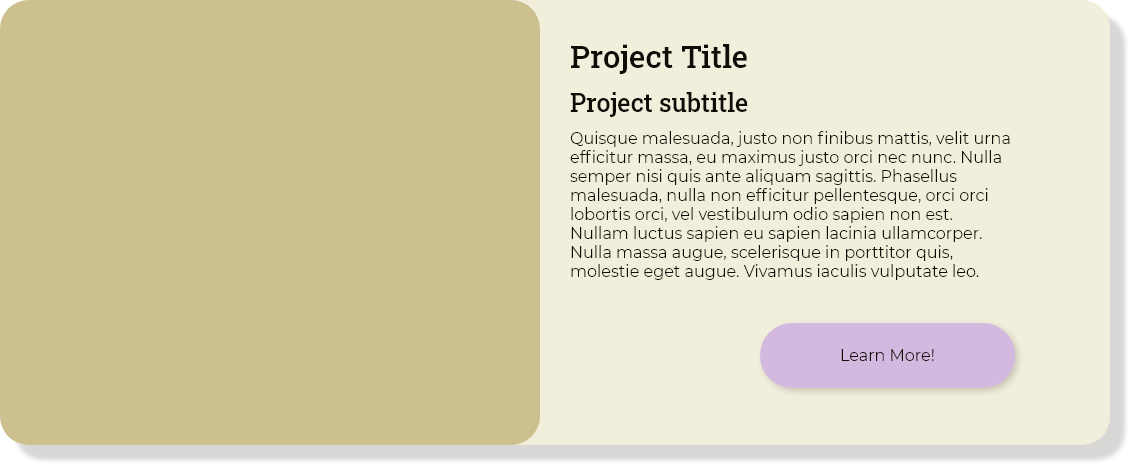 Project Title
Project subtitle
Quisque malesuada, justo non finibus mattis, velit urna
efficitur massa, eu maximus justo orci nec nunc. Nulla
semper nisi quis ante aliquam sagittis. Phasellus
malesuada, nulla non efficitur pellentesque, orci orci
lobortis orci, vel vestibulum odio sapien non est.
Nullam luctus sapien eu sapien lacinia ullamcorper.
Nulla massa augue, scelerisque in porttitor quis,
molestie eget augue. Vivamus iaculis vulputate leo.
Learn More!